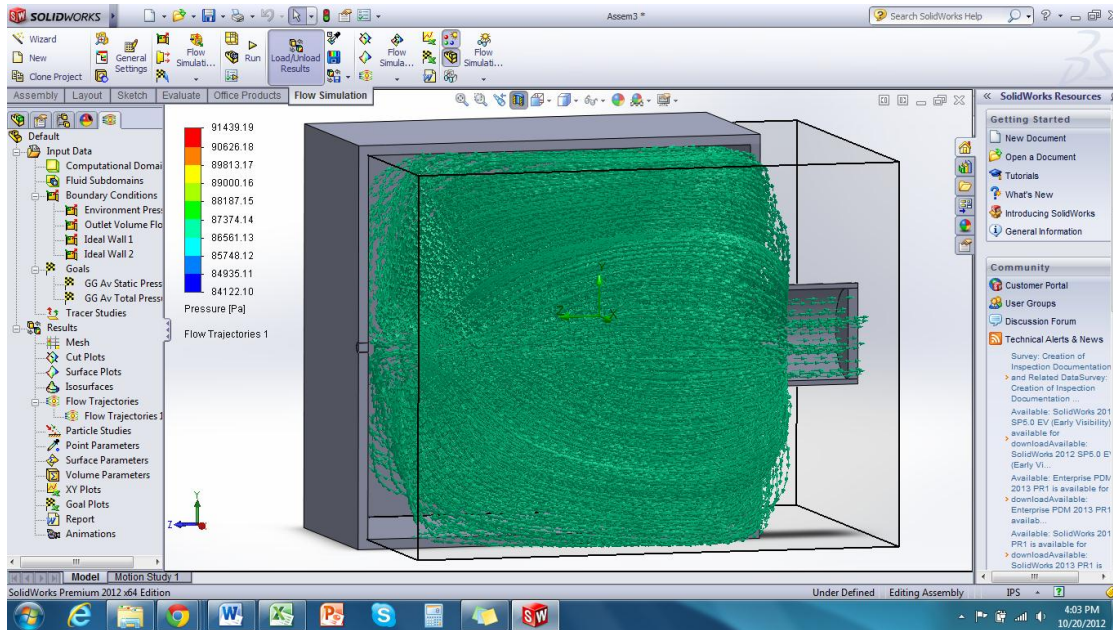 SOLIDWORKS
Assem3 *
Search SolidWorks Help
Wizard
New
Clone Project
General Settings
Flow Simulati...
Run
Load/Unload Results
Flow Simula...
Flow Simulati...
Assembly
Layout
Sketch
Evaluate
Office Products
Flow Simulation
Default
Input Data
Computational Domai
Fluid Subdomains
Boundary Conditions
Environment Pres
Outlet Volume Flo
Ideal Wall 1
Ideal Wall 2
Goals
GG Av Static Press
GG Av Total Press
Tracer Studies
Results
Mesh
Cut Plots
Surface Plots
Isosurfaces
Flow Trajectories
Flow Trajectories 1
Particle Studies
Point Parameters
Surface Parameters
Volume Parameters
XY Plots
Goal Plots
Report
Animations
91439.19
90626.18
89813.17
89000.16
88187.15
87374.14
86561.13
85748.12
84935.11
84122.10
Pressure [Pa]
Flow Trajectories 1
Y
Z
SolidWorks Resources
Getting Started
New Document
Open a Document
Tutorials
What's New
Introducing SolidWorks
General Information
Community
Customer Portal
User Groups
Discussion Forum
Technical Alerts & News
Survey: Creation of
Inspection Documentation
and Related DataSurvey:
Creation of Inspection
Documentation ...
Available: SolidWorks 201
SP5.0 EV (Early Visibility)
available for
downloadAvailable:
SolidWorks 2012 SP5.0 E
(Early Vi...
Available: Enterprise PDM
2013 PR1 is available for
downloadAvailable:
Enterprise PDM 2013 PR1
availab...
Available: SolidWorks 201
PR1 is available for
downloadAvailable:
SolidWorks 2013 PR1 is
Model
Motion Study 1
SolidWorks Premium 2012 x64 Edition
Under Defined
Editing Assembly
IPS
4:03 PM
10/20/2012